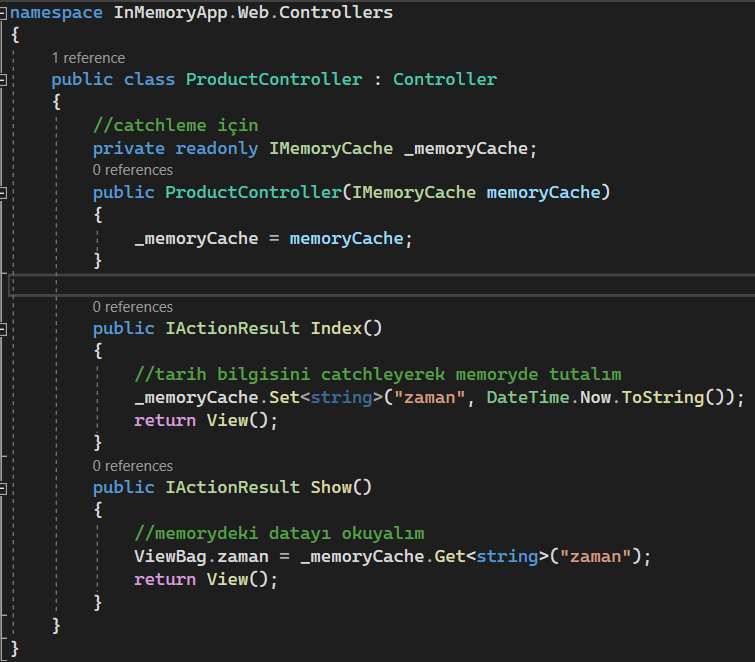 namespace InMemoryApp.Web.Controllers
{
1 reference
public class ProductController : Controller
{
//catchleme için
private readonly IMemoryCache _memoryCache;
0 references
public ProductController(IMemoryCache memoryCache)
{
_memoryCache = memoryCache;
}
0 references
public IActionResult Index()
{
//tarih bilgisini catchleyerek memoryde tutalım
_memoryCache.Set<string>("zaman", DateTime.Now.ToString());
return View();
}
0 references
public IActionResult Show()
{
//memorydeki datayı okuyalım
ViewBag.zaman = _memoryCache.Get<string>("zaman");
return View();
}
}
}